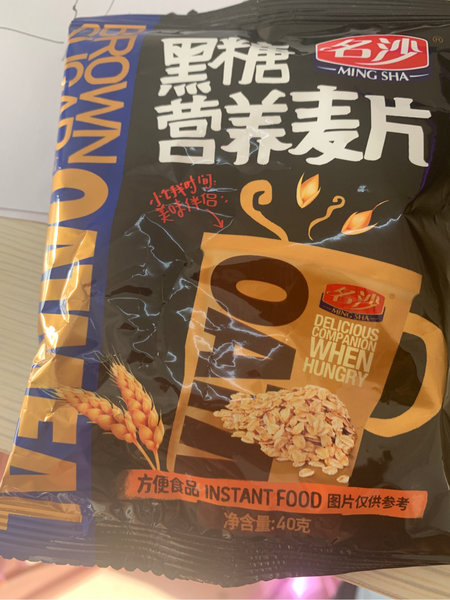 名沙
MING SHA
®
黑糖
营养麦片
BROWN
SUGAR
OATMEAL
小饿时间
美味伴侣
名沙
MING SHA
DELICIOUS
COMPANION
WHEN
HUNGRY
方便食品 INSTANT FOOD 图片仅供参考
净含量:40克